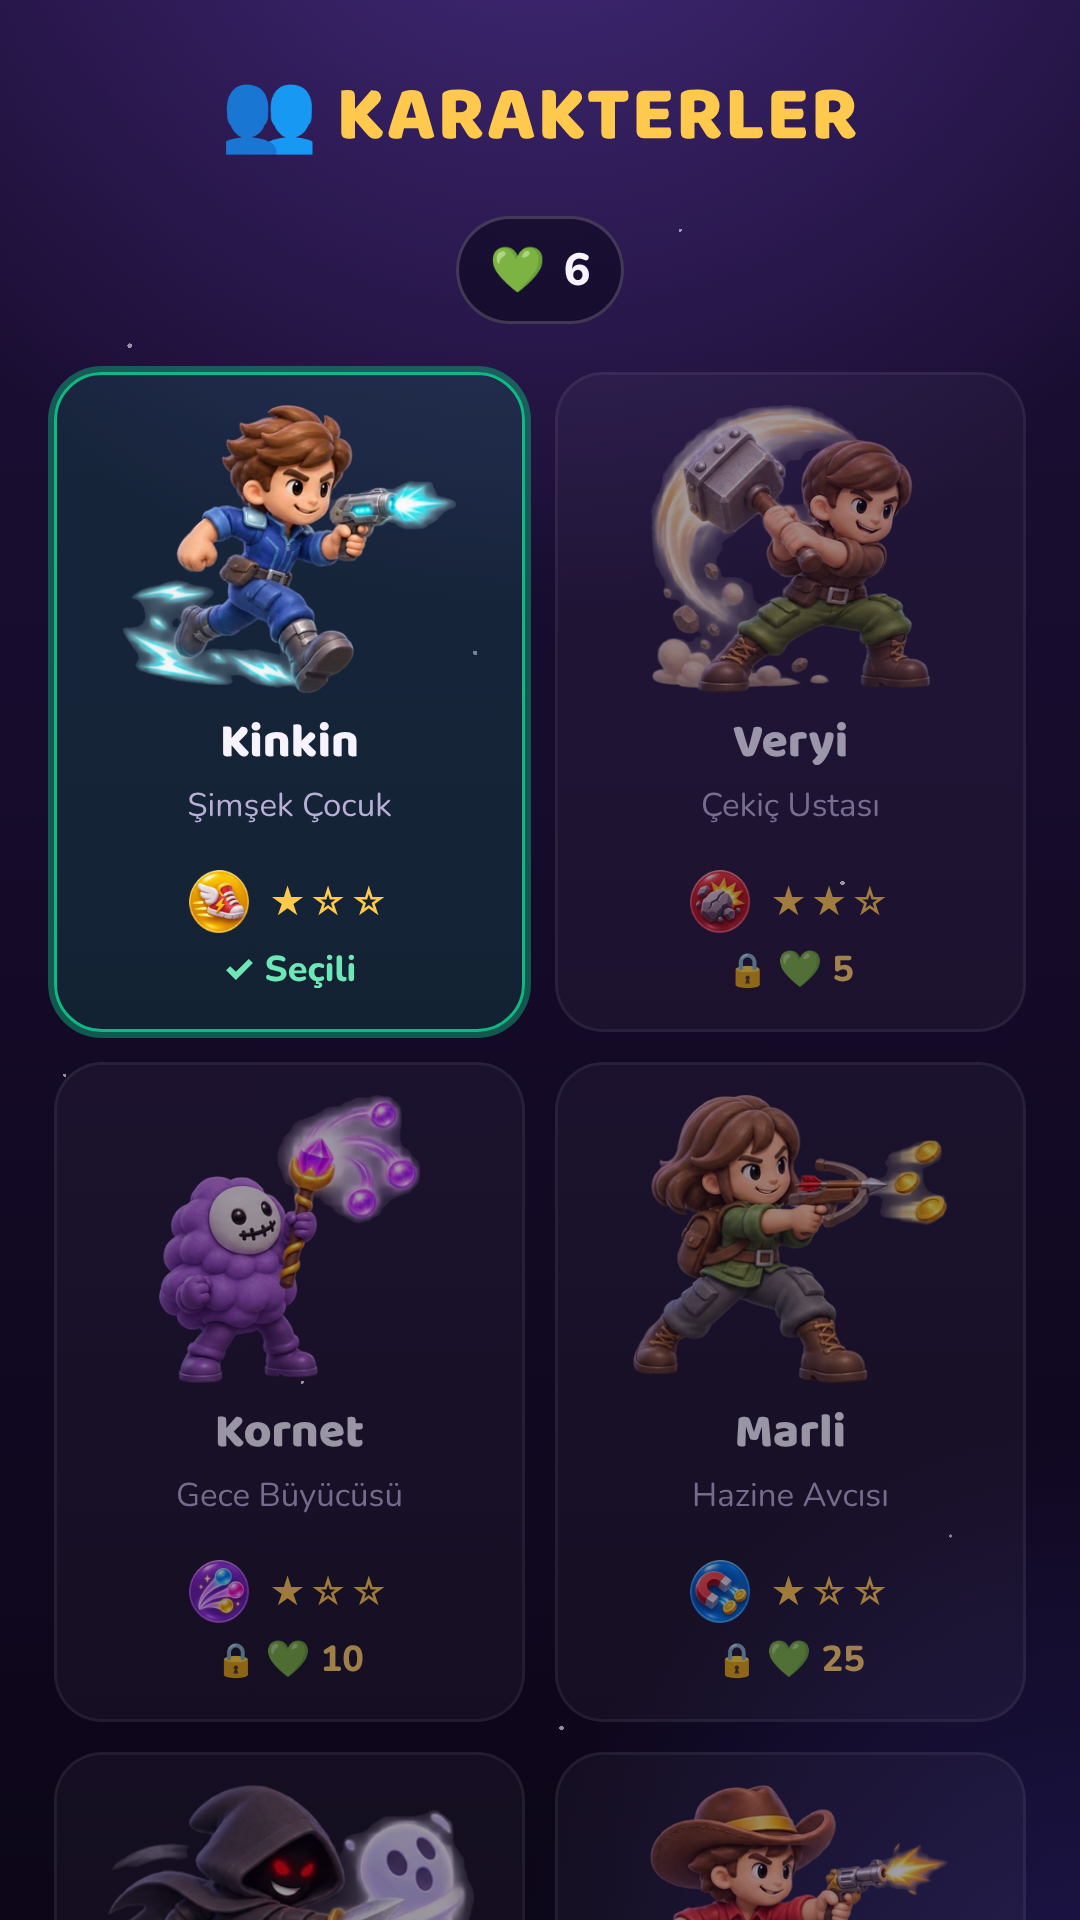 👥 KARAKTERLER
💚 6
Kinkin
Şimşek Çocuk
★☆☆
✓ Seçili
Veryi
Çekiç Ustası
★★☆
🔒 💚 5
Kornet
Gece Büyücüsü
★☆☆
🔒 💚 10
Marli
Hazine Avcısı
★☆☆
🔒 💚 25